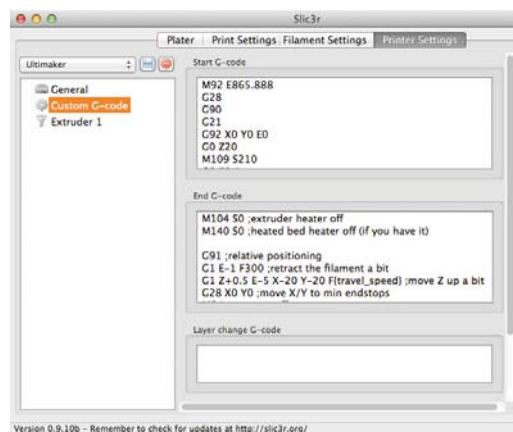 Slic3r
Plater Print Settings Filament Settings Printer Settings
Ultimaker
General
Custom G-code
Extruder 1
Start G-code
M92 E865.888
G28
G90
G21
G92 X0 Y0 E0
G0 Z20
M109 S210
End G-code
M104 S0 ;extruder heater off
M140 S0 ;heated bed heater off (if you have it)
G91 ;relative positioning
G1 E-1 F300 ;retract the filament a bit
G1 Z+0.5 E-5 X-20 Y-20 F{travel_speed} ;move Z up a bit
G28 X0 Y0 ;move X/Y to min endstops
Layer change G-code
Version 0.9.10b - Remember to check for updates at http://slic3r.org/